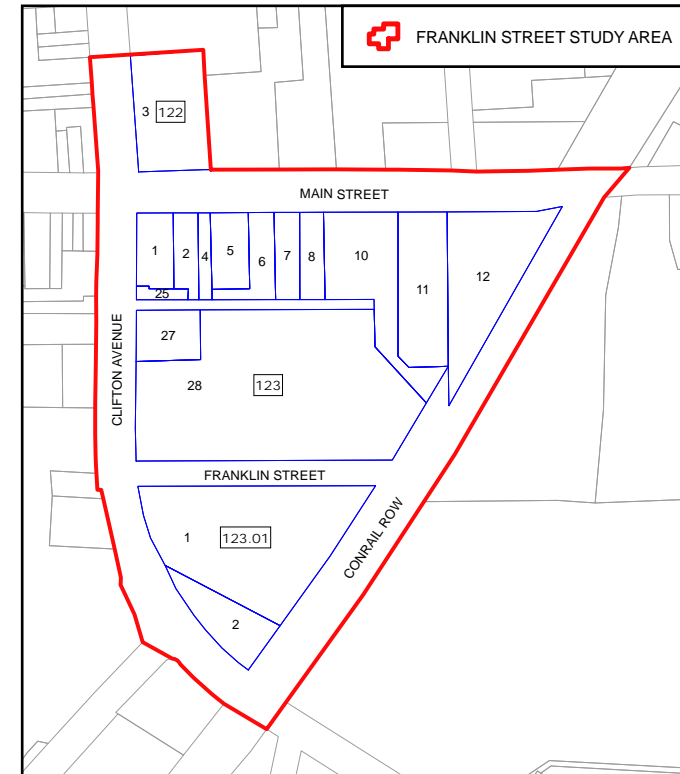 FRANKLIN STREET STUDY AREA
3 122
MAIN STREET
1 2 4 5 6 7 8 10 11 12
25
CLIFTON AVENUE
27
28 123
FRANKLIN STREET
1 123.01
CONRAIL ROW
2